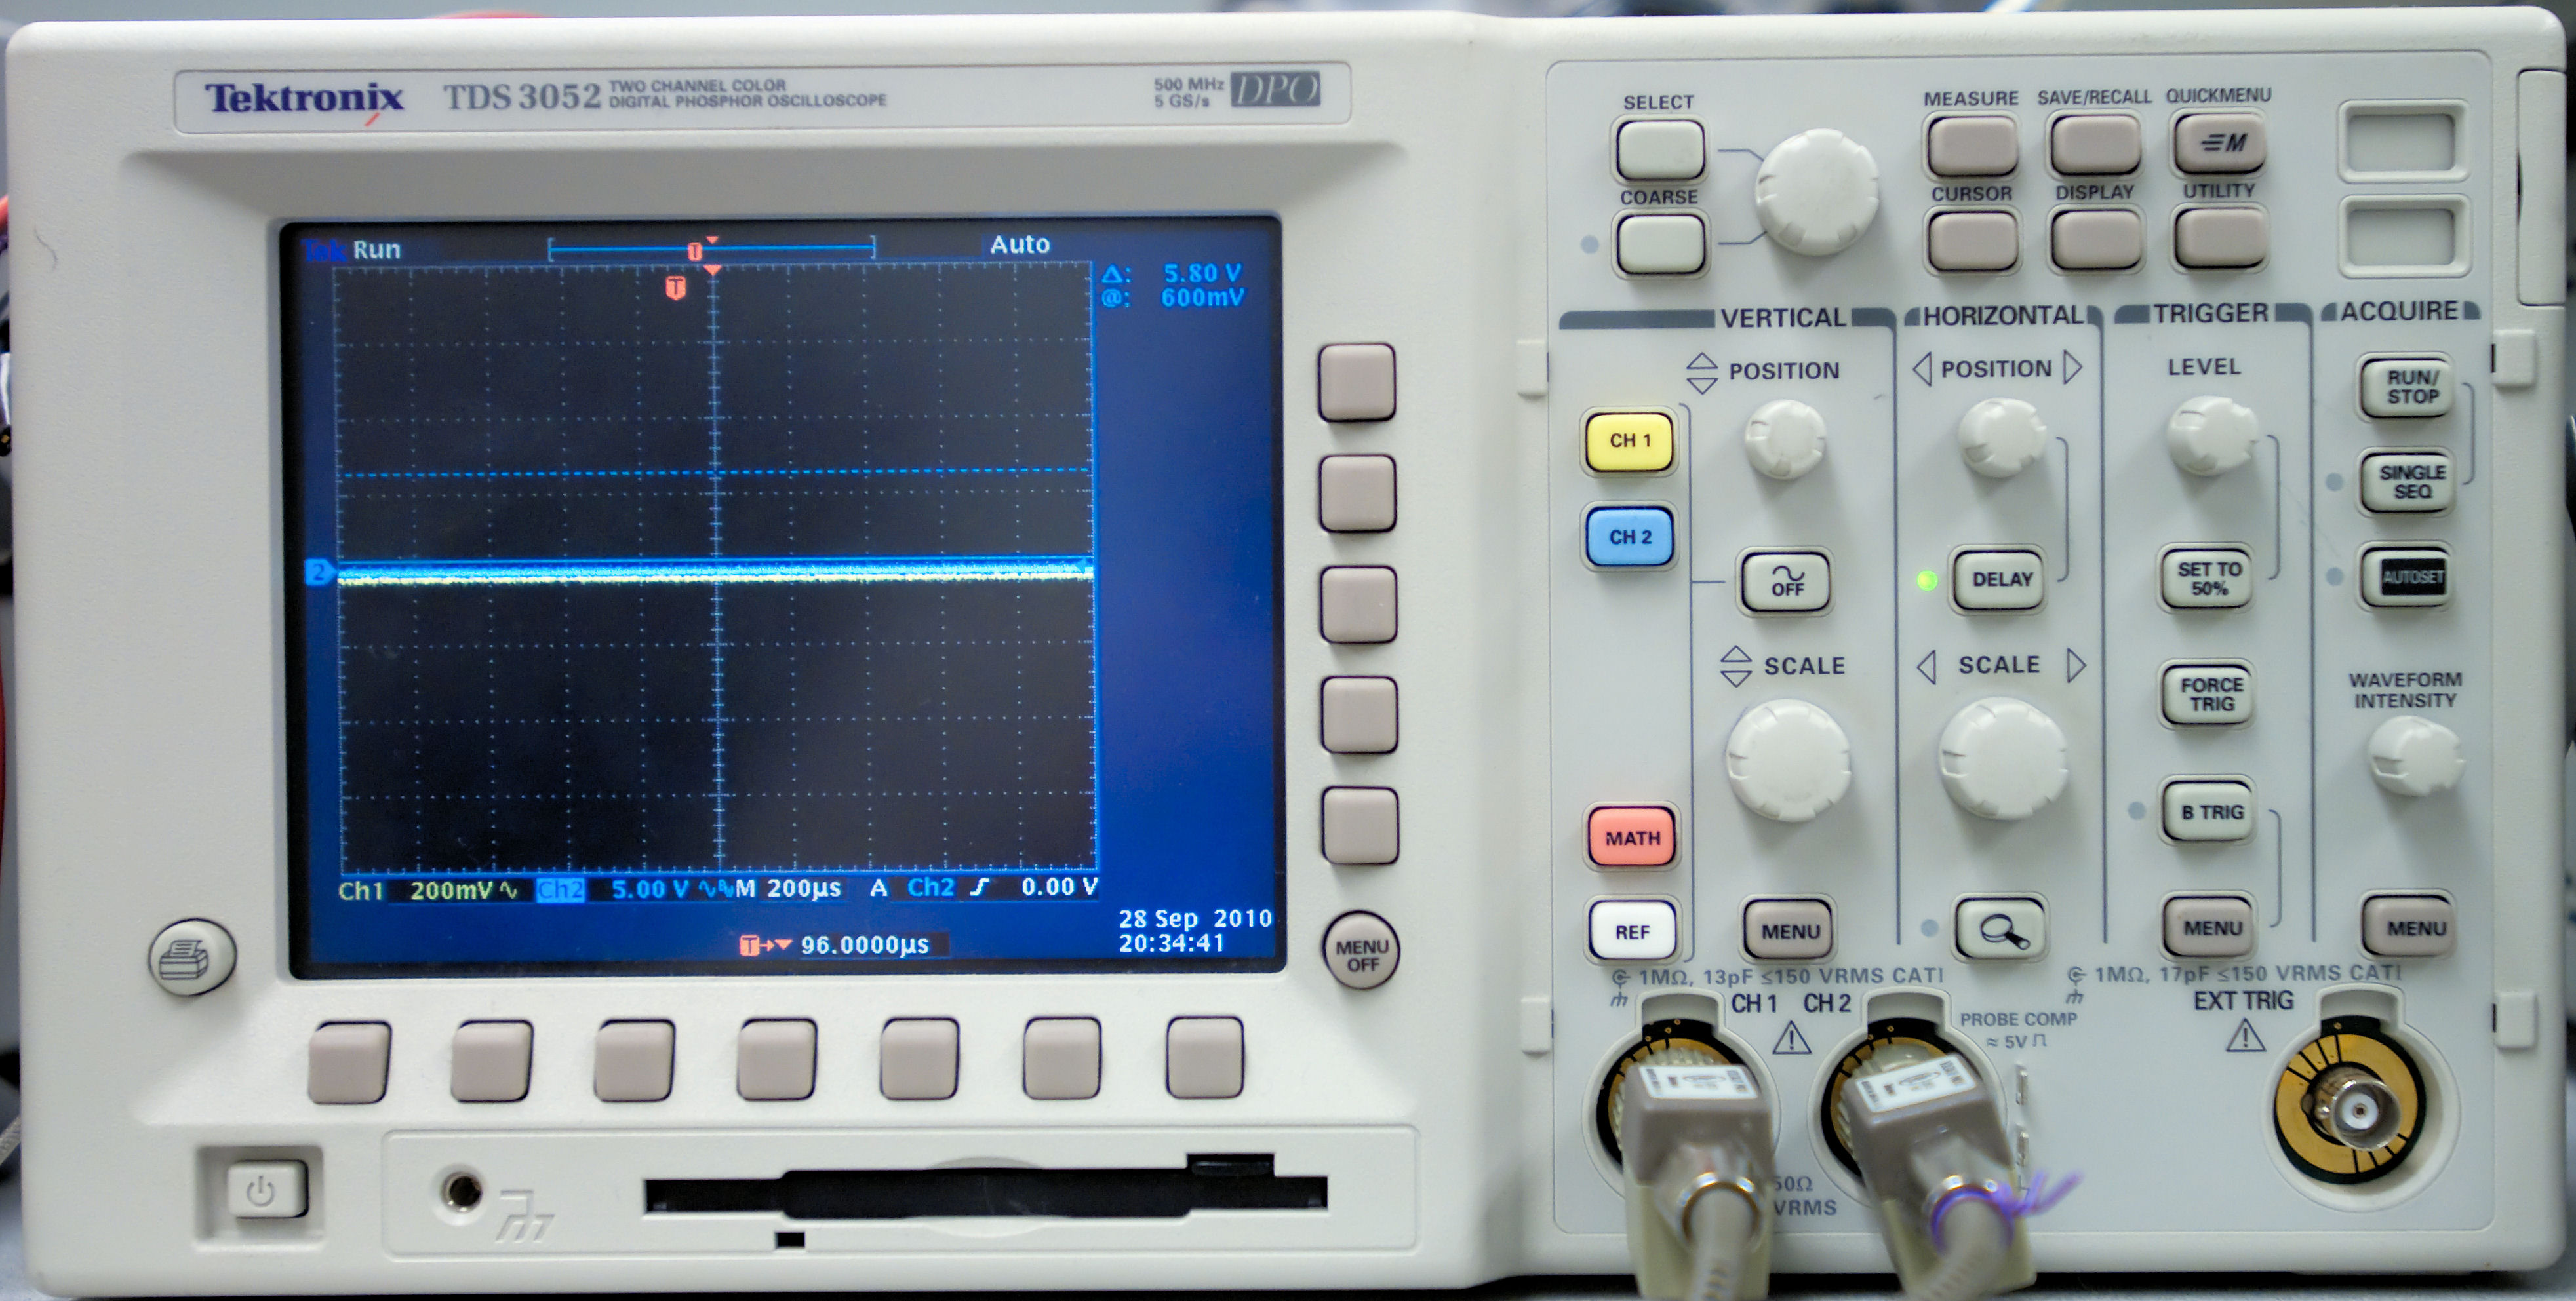 Tektronix TDS 3052 TWO CHANNEL COLOR
DIGITAL PHOSPHOR OSCILLOSCOPE
500 MHz
5 GS/s
DPO
Tek Run
T
Auto
T
Δ: 5.80 V
@: 600mV
2
Ch1 200mV Ch2 5.00 V M 200µs A Ch2 0.00 V
28 Sep 2010
20:34:41
T 96.0000µs
MENU
OFF
SELECT
COARSE
MEASURE SAVE/RECALL QUICKMENU
M
CURSOR DISPLAY UTILITY
VERTICAL HORIZONTAL TRIGGER ACQUIRE
POSITION
POSITION
LEVEL
RUN/
STOP
CH 1
SINGLE
SEQ
CH 2
OFF
DELAY
SET TO
50%
AUTOSET
SCALE
SCALE
FORCE
TRIG
WAVEFORM
INTENSITY
B TRIG
MATH
REF
MENU
MENU
MENU
1MΩ, 13pF ≤150 VRMS CAT I
1MΩ, 17pF ≤150 VRMS CAT I
CH 1 CH 2
EXT TRIG
PROBE COMP
≈ 5V
50Ω
VRMS